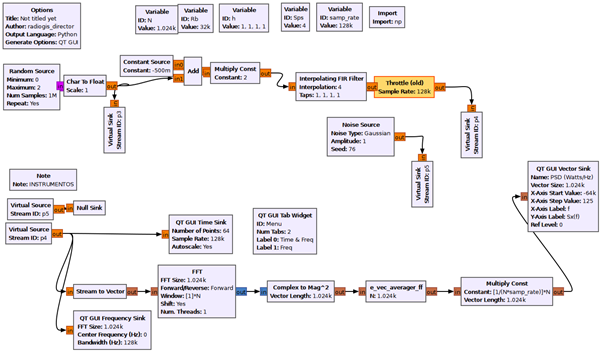 Options
Title: Not titled yet
Author: radiogis_director
Output Language: Python
Generate Options: QT GUI
Variable
ID: N
Value: 1.024k
Variable
ID: Rb
Value: 32k
Variable
ID: h
Value: 1, 1, 1, 1
Variable
ID: Sps
Value: 4
Variable
ID: samp_rate
Value: 128k
Import
Import: np
Random Source
Minimum: 0
Maximum: 2
Num Samples: 1M
Repeat: Yes
out
in
Char To Float
Scale: 1
out
Virtual Sink
Stream ID: p3
Constant Source
Constant: -500m
out
in0
in1
Add
out
in
Multiply Const
Constant: 2
out
in
Interpolating FIR Filter
Interpolation: 4
Taps: 1, 1, 1, 1
out
in
Throttle (old)
Sample Rate: 128k
out
in
Virtual Sink
Stream ID: p4
Noise Source
Noise Type: Gaussian
Amplitude: 1
Seed: 76
out
in
Virtual Sink
Stream ID: p5
Note
Note: INSTRUMENTOS
Virtual Source
Stream ID: p5
out
in
Null Sink
Virtual Source
Stream ID: p4
out
in
QT GUI Time Sink
Number of Points: 64
Sample Rate: 128k
Autoscale: Yes
QT GUI Tab Widget
ID: Menu
Num Tabs: 2
Label 0: Time & Freq
Label 1: Freq
in
QT GUI Vector Sink
Name: PSD (Watts/Hz)
Vector Size: 1.024k
X-Axis Start Value: -64k
X-Axis Step Value: 125
X-Axis Label: f
Y-Axis Label: Sx(f)
Ref Level: 0
in
Stream to Vector
out
in
FFT
FFT Size: 1.024k
Forward/Reverse: Forward
Window: [1]*N
Shift: Yes
Num. Threads: 1
out
in
Complex to Mag^2
Vector Length: 1.024k
out
in
e_vec_averager_ff
N: 1.024k
out
in
Multiply Const
Constant: [1/(N*samp_rate)]*N
Vector Length: 1.024k
out
in
QT GUI Frequency Sink
FFT Size: 1.024k
Center Frequency (Hz): 0
Bandwidth (Hz): 128k